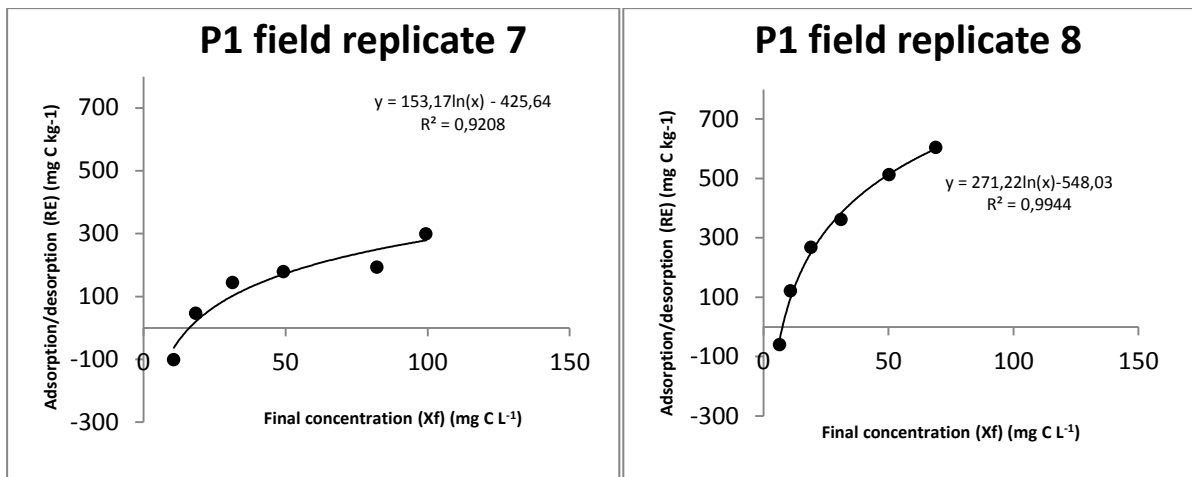 P1 field replicate 7
700
500
300
100
-100
-300
0
50
100
150
Adsorption/desorption (RE) (mg C kg-1)
Final concentration (Xf) (mg C L-1)
y = 153,17ln(x) - 425,64
R² = 0,9208
P1 field replicate 8
700
500
300
100
-100
-300
0
50
100
150
Adsorption/desorption (RE) (mg C kg-1)
Final concentration (Xf) (mg C L-1)
y = 271,22ln(x)-548,03
R² = 0,9944